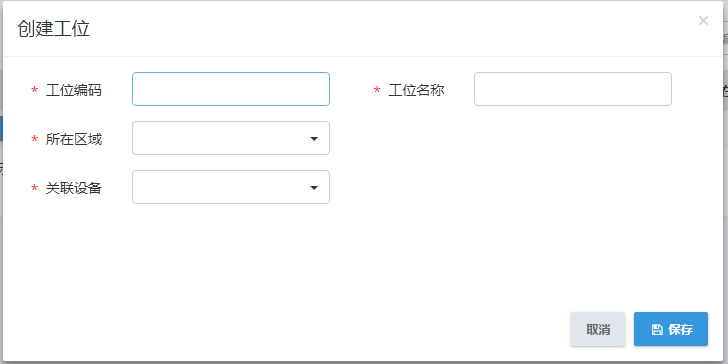 创建工位
×
* 工位编码
* 工位名称
* 所在区域
* 关联设备
取消
保存